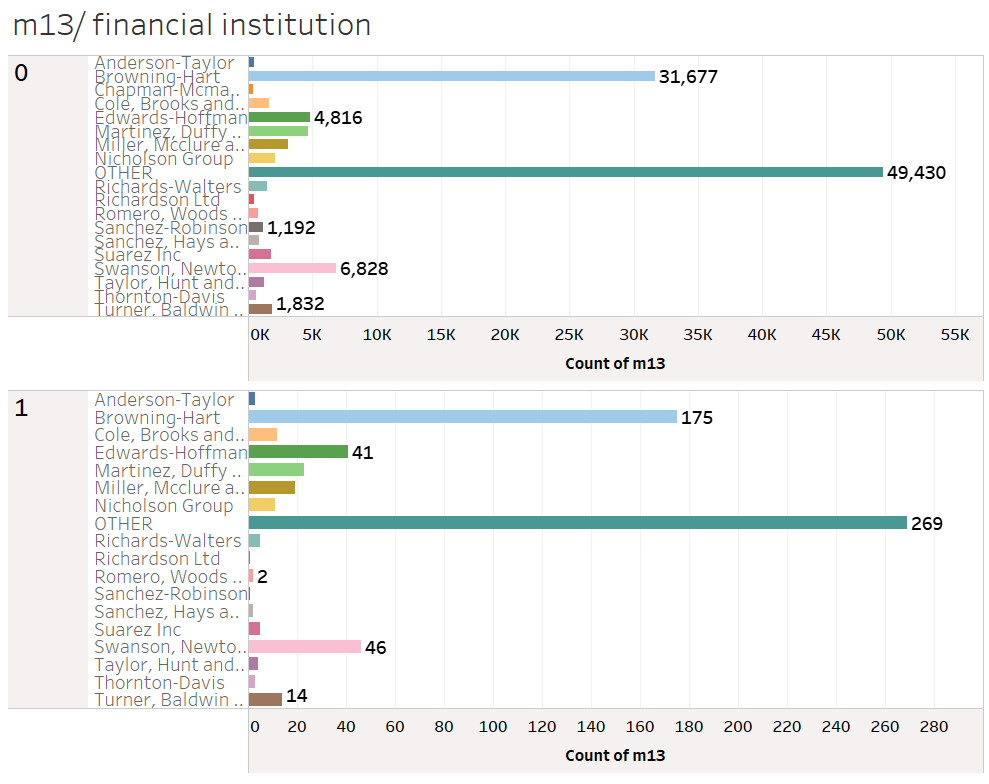 m13/ financial institution
0
Anderson-Taylor
Browning-Hart 31,677
Chapman-Mcma..
Cole, Brooks and..
Edwards-Hoffman 4,816
Martinez, Duffy ..
Miller, Mcclure a..
Nicholson Group
OTHER 49,430
Richards-Walters
Richardson Ltd
Romero, Woods ..
Sanchez-Robinson 1,192
Sanchez, Hays a..
Suarez Inc
Swanson, Newto.. 6,828
Taylor, Hunt and..
Thornton-Davis
Turner, Baldwin .. 1,832
0K 5K 10K 15K 20K 25K 30K 35K 40K 45K 50K 55K
Count of m13
1
Anderson-Taylor
Browning-Hart 175
Cole, Brooks and..
Edwards-Hoffman 41
Martinez, Duffy ..
Miller, Mcclure a..
Nicholson Group
OTHER 269
Richards-Walters
Richardson Ltd
Romero, Woods .. 2
Sanchez-Robinson
Sanchez, Hays a..
Suarez Inc
Swanson, Newto.. 46
Taylor, Hunt and..
Thornton-Davis
Turner, Baldwin .. 14
0 20 40 60 80 100 120 140 160 180 200 220 240 260 280
Count of m13